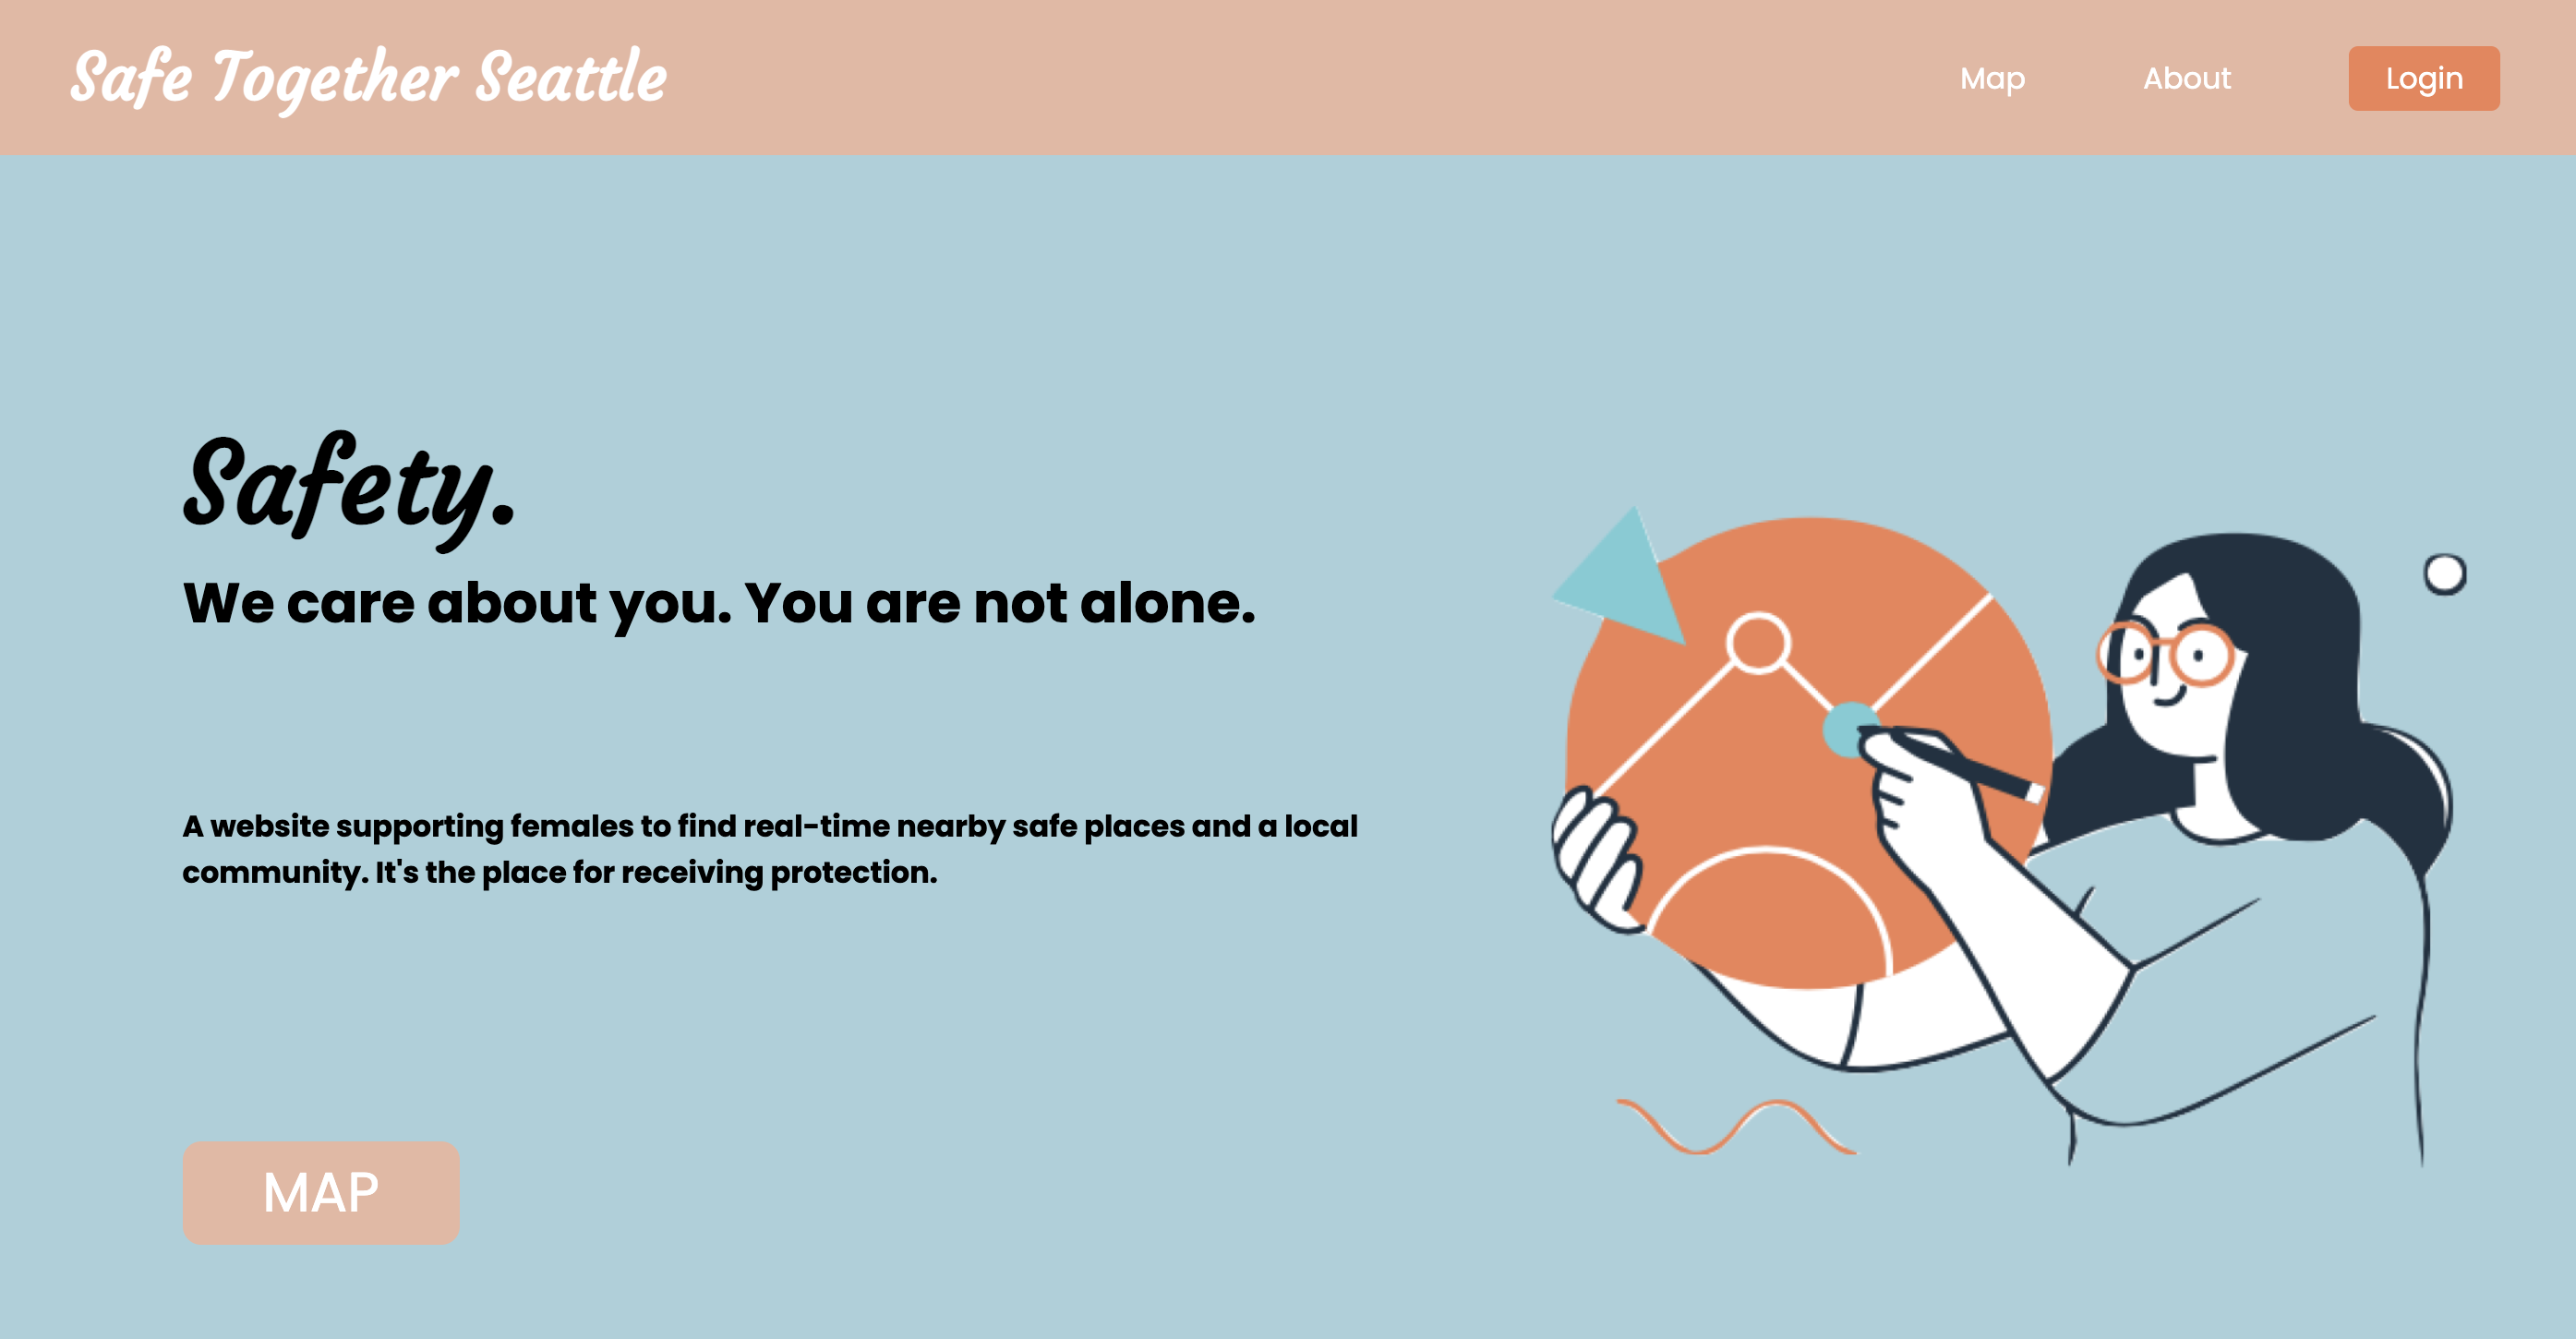 Safe Together Seattle
Map
About
Login
Safety.
We care about you. You are not alone.
A website supporting females to find real-time nearby safe places and a local
community. It's the place for receiving protection.
MAP